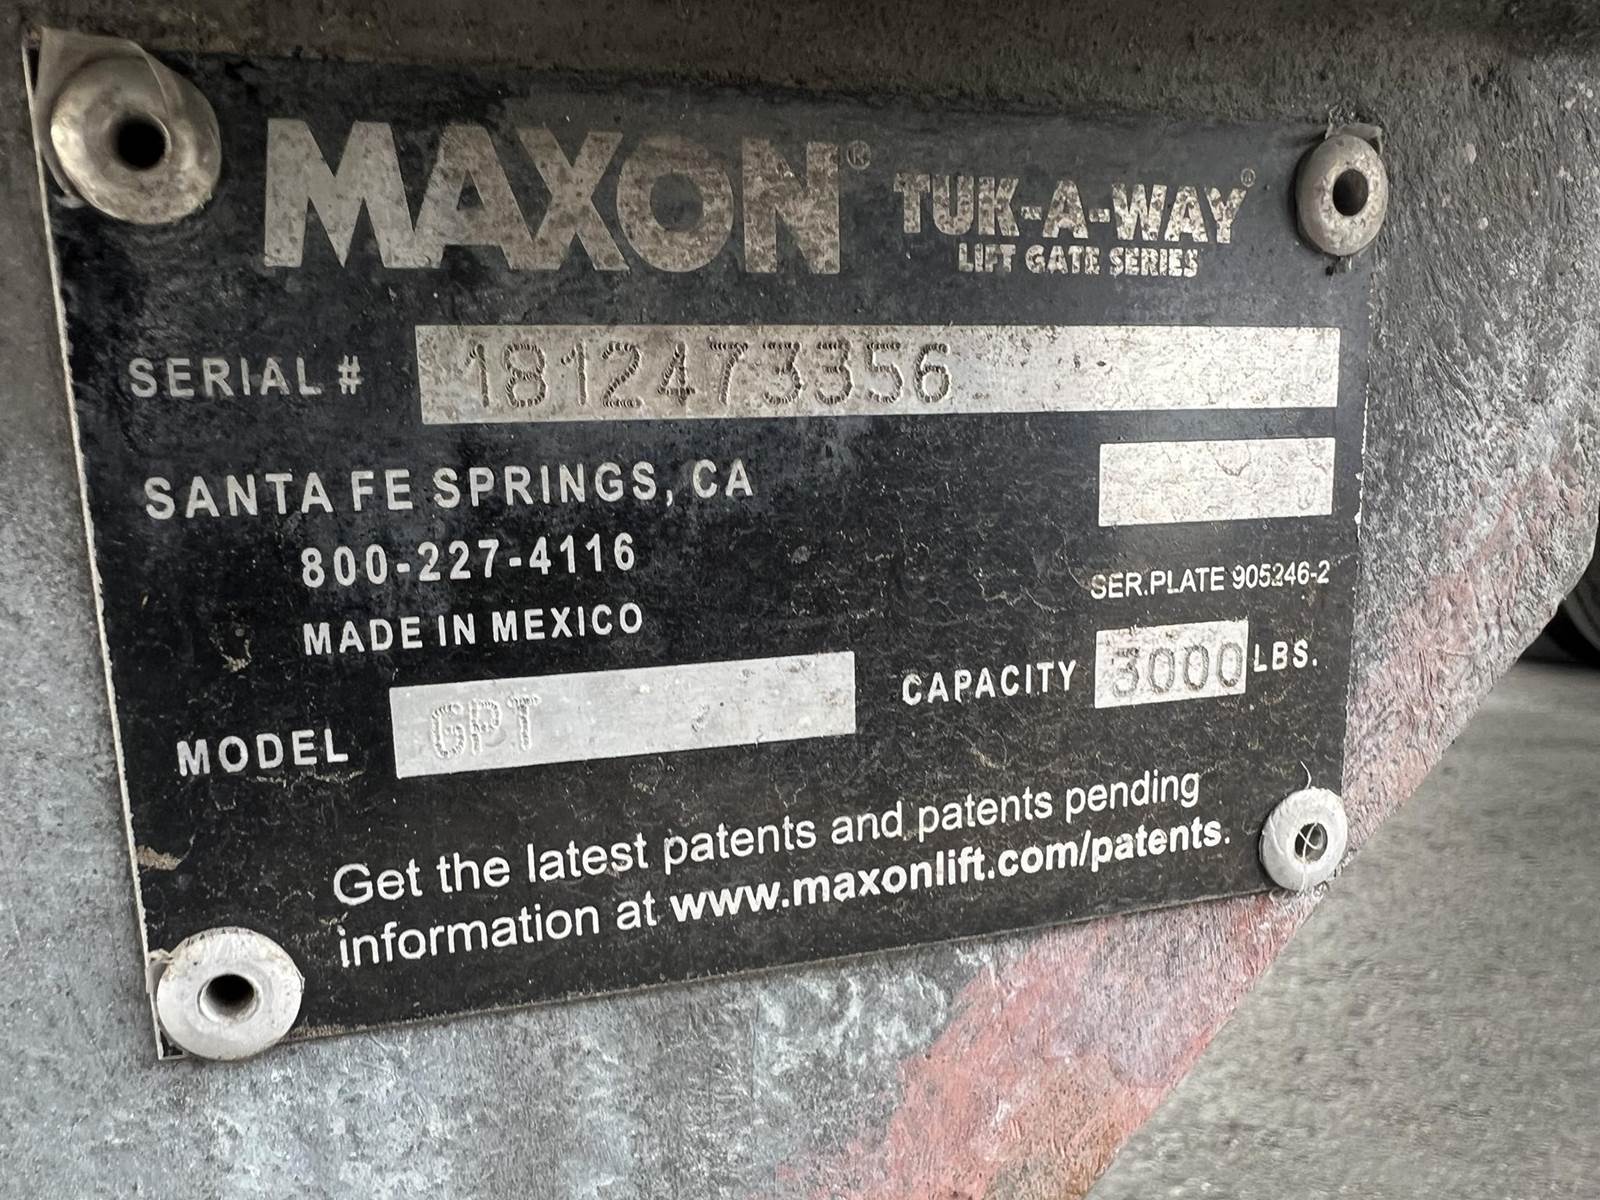 MAXON® TUK-A-WAY®
LIFT GATE SERIES
SERIAL # 1812473356
SANTA FE SPRINGS, CA
800-227-4116
MADE IN MEXICO
SER.PLATE 905246-2
MODEL GPT
CAPACITY 3000 LBS.
Get the latest patents and patents pending
information at www.maxonlift.com/patents.